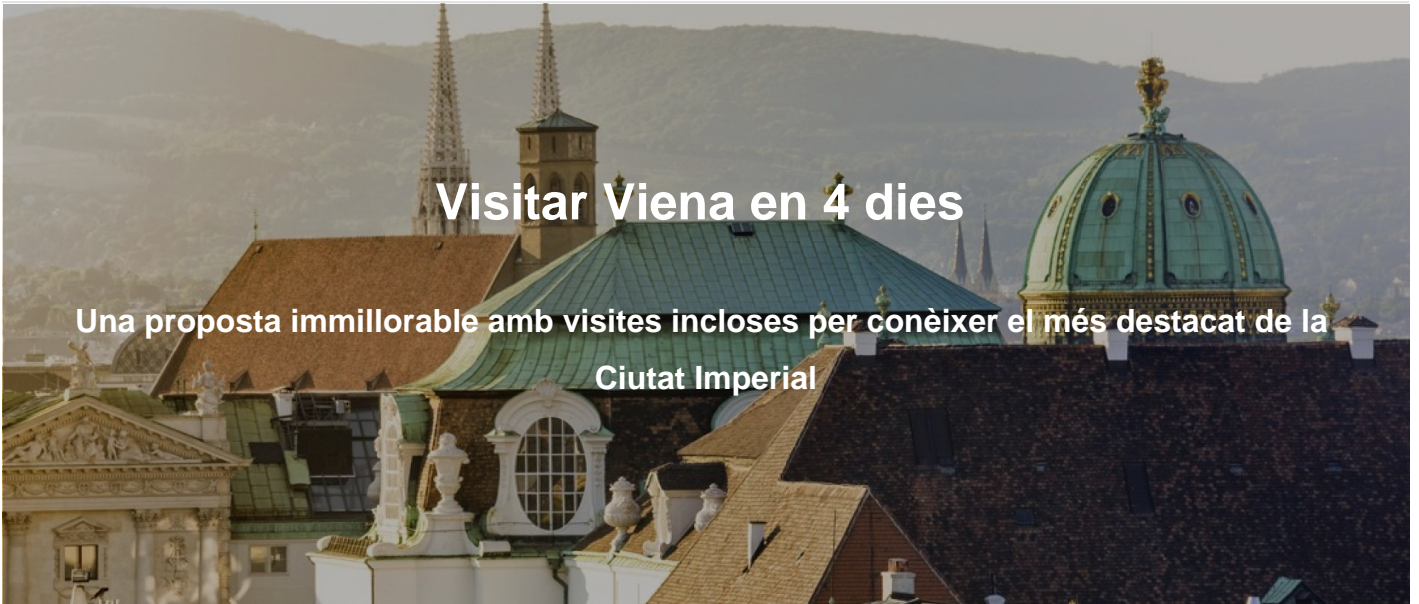 Visitar Viena en 4 dies
Una proposta immillorable amb visites incloses per conèixer el més destacat de la
Ciutat Imperial